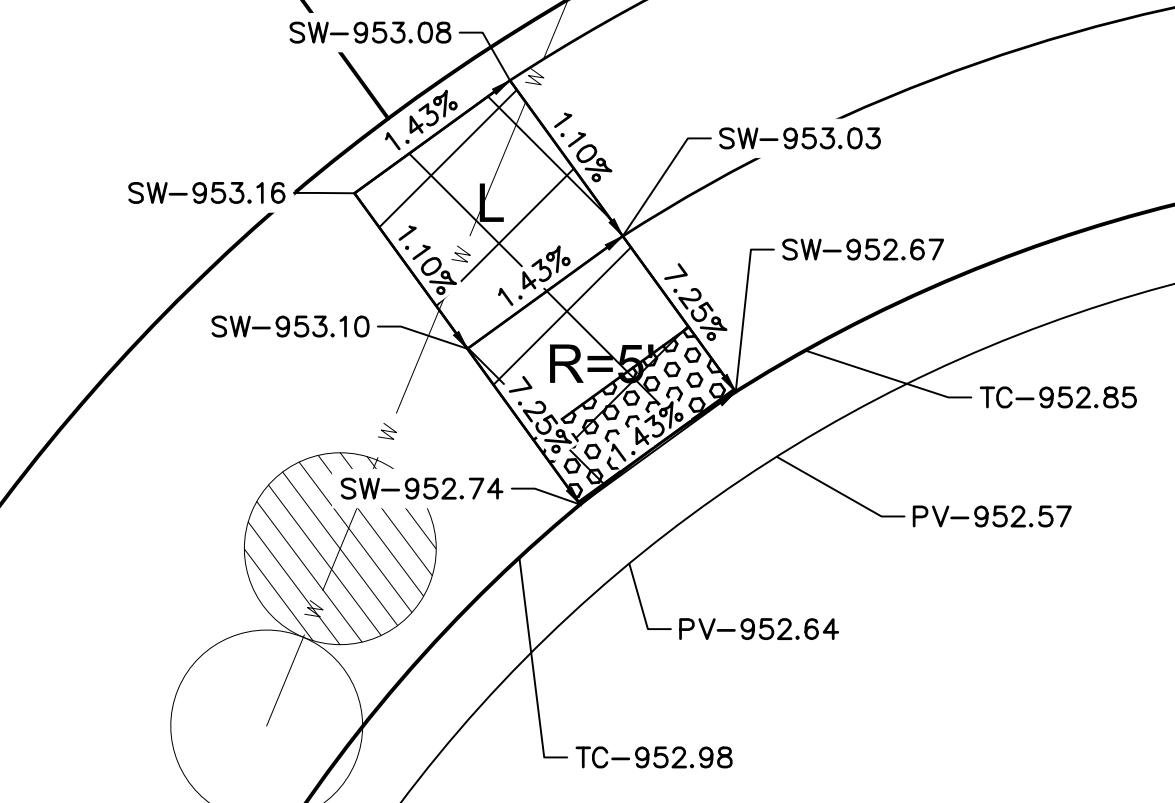 SW-953.08
W
1.43%
1.10%
SW-953.03
SW-953.16
L
1.10%
W
1.43%
SW-952.67
7.25%
SW-953.10
R=5'
7.25%
1.43%
TC-952.85
W
SW-952.74
PV-952.57
W
PV-952.64
TC-952.98